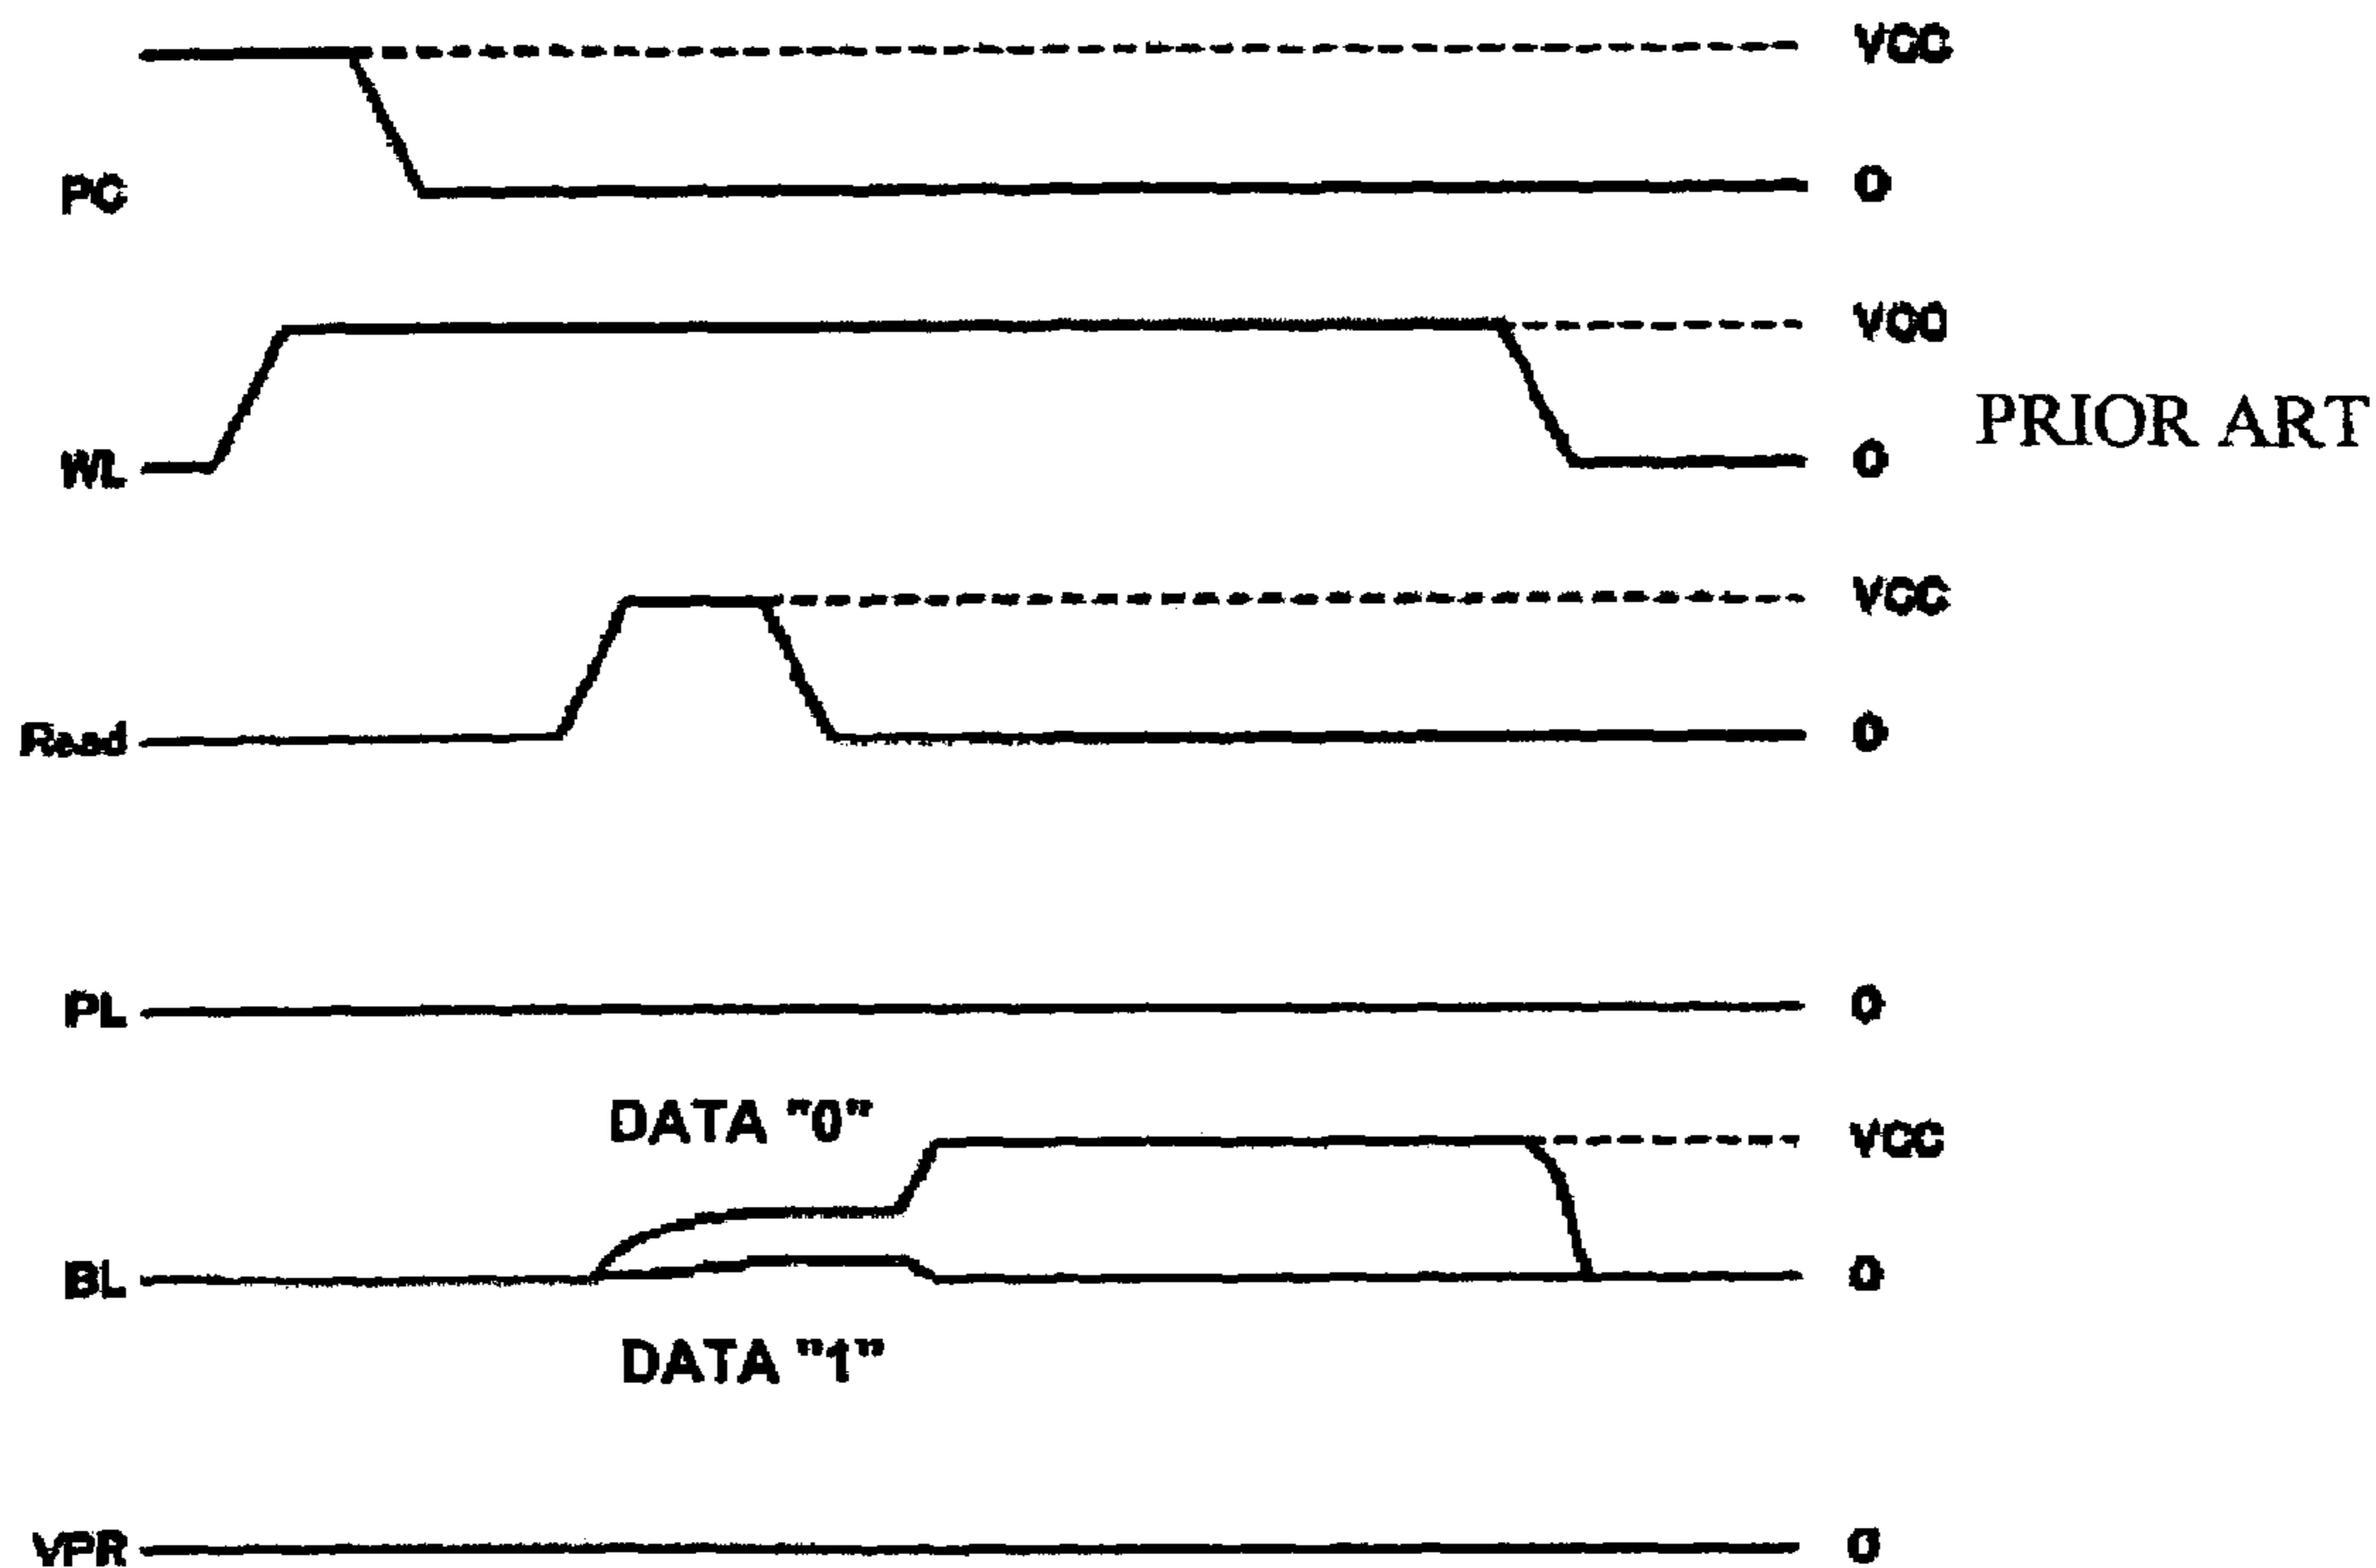 VCC
PC 0
VCC
PRIOR ART
WL 0
VCC
Read 0
PL 0
DATA "0"
VCC
BL 0
DATA "1"
VPR 0